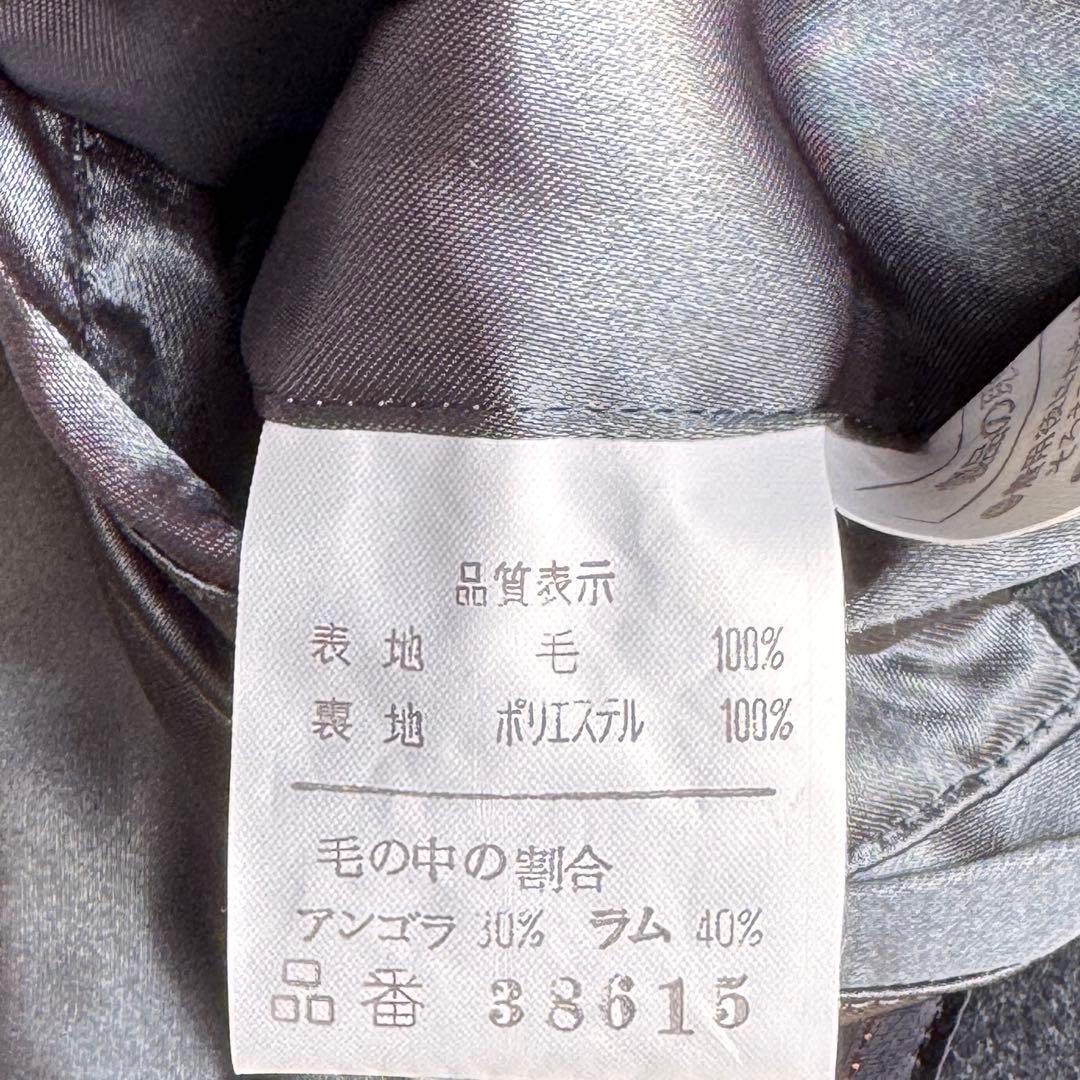 品質表示
表地 毛 100%
裏地 ポリエステル 100%
毛の中の割合
アンゴラ 30% ラム 40%
品番 38615